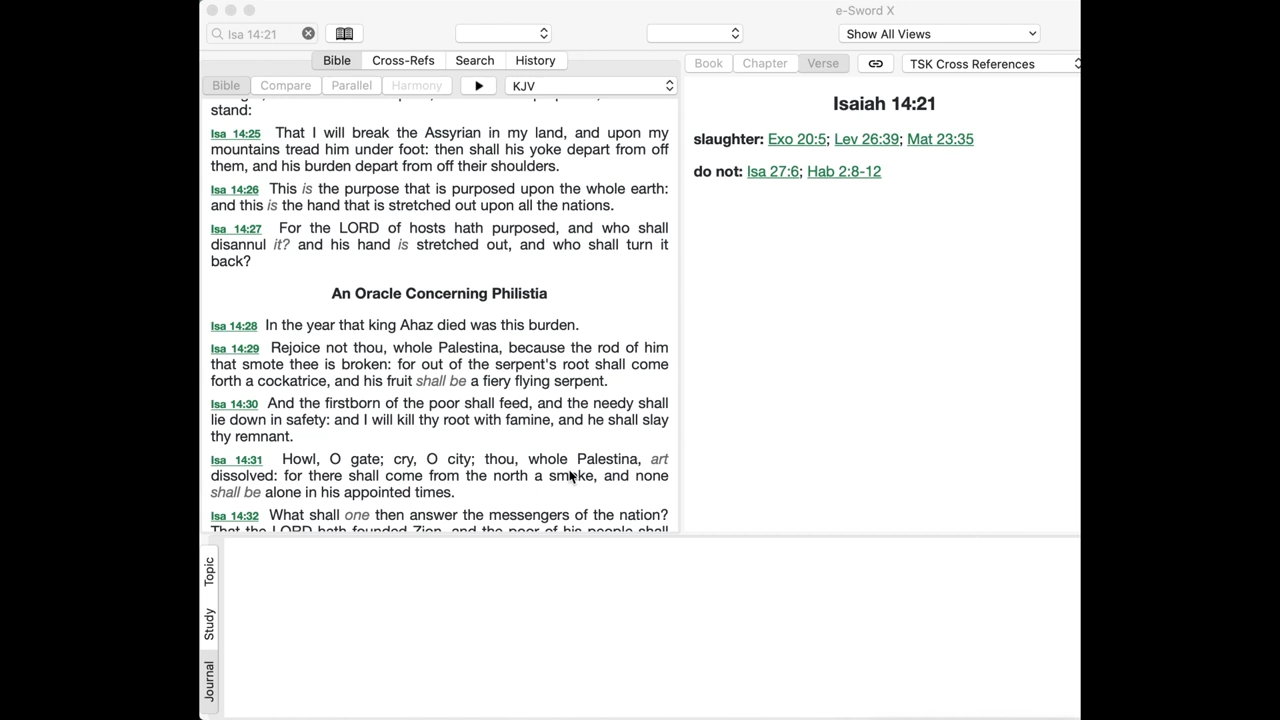 e-Sword X
Isa 14:21
Show All Views
Bible Cross-Refs Search History
Bible Compare Parallel Harmony KJV
stand:
Isa 14:25 That I will break the Assyrian in my land, and upon my
mountains tread him under foot: then shall his yoke depart from off
them, and his burden depart from off their shoulders.
Isa 14:26 This is the purpose that is purposed upon the whole earth:
and this is the hand that is stretched out upon all the nations.
Isa 14:27 For the LORD of hosts hath purposed, and who shall
disannul it? and his hand is stretched out, and who shall turn it
back?
An Oracle Concerning Philistia
Isa 14:28 In the year that king Ahaz died was this burden.
Isa 14:29 Rejoice not thou, whole Palestina, because the rod of him
that smote thee is broken: for out of the serpent's root shall come
forth a cockatrice, and his fruit shall be a fiery flying serpent.
Isa 14:30 And the firstborn of the poor shall feed, and the needy shall
lie down in safety: and I will kill thy root with famine, and he shall slay
thy remnant.
Isa 14:31 Howl, O gate; cry, O city; thou, whole Palestina, art
dissolved: for there shall come from the north a smoke, and none
shall be alone in his appointed times.
Isa 14:32 What shall one then answer the messengers of the nation?
That the LORD hath founded Zion, and the poor of his people shall
Book Chapter Verse TSK Cross References
Isaiah 14:21
slaughter: Exo 20:5; Lev 26:39; Mat 23:35
do not: Isa 27:6; Hab 2:8-12
Topic
Study
Journal